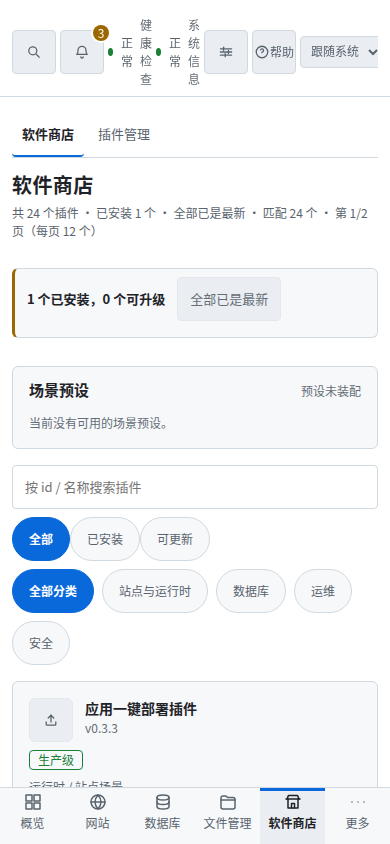 3
正常
健康检查
正常
系统信息
帮助
跟随系统
软件商店
插件管理
软件商店
共 24 个插件 · 已安装 1 个 · 全部已是最新 · 匹配 24 个 · 第 1/2
页（每页 12 个）
1 个已安装，0 个可升级
全部已是最新
场景预设
预设未装配
当前没有可用的场景预设。
按 id / 名称搜索插件
全部
已安装
可更新
全部分类
站点与运行时
数据库
运维
安全
应用一键部署插件
v0.3.3
生产级
运行时 / 站点场景
概览
网站
数据库
文件管理
软件商店
更多